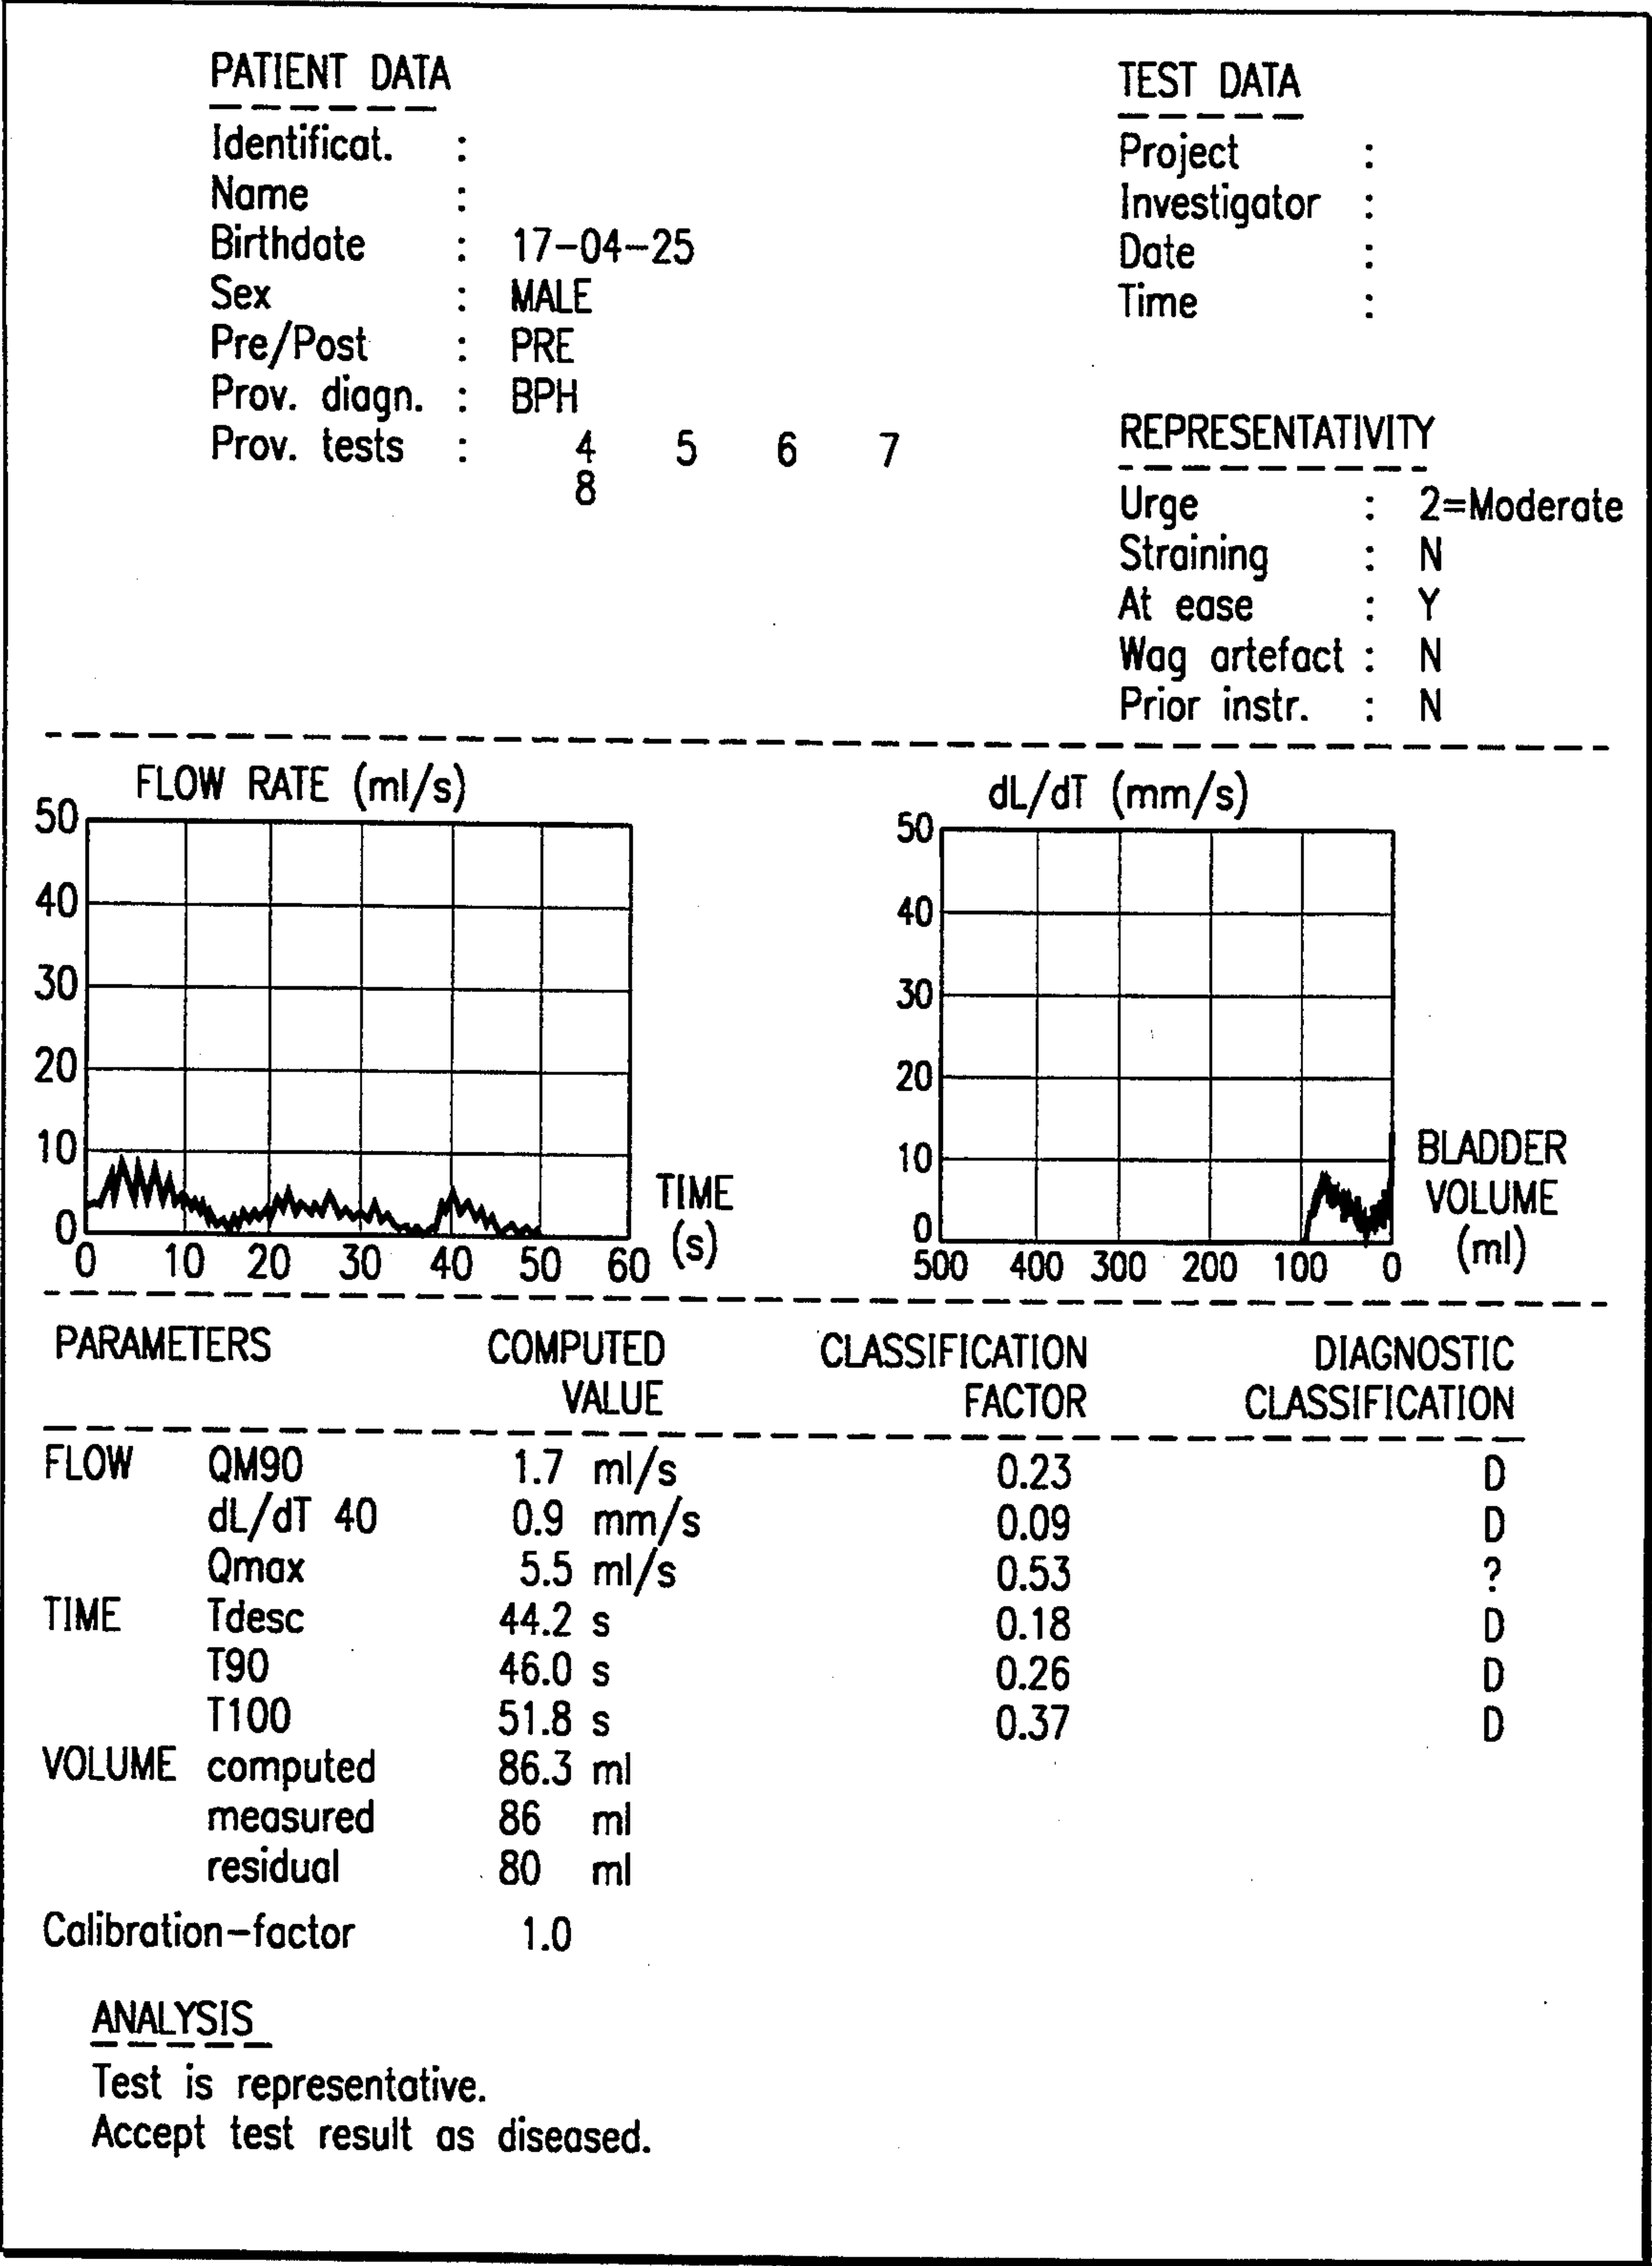 PATIENT DATA
Identificat. :
Name :
Birthdate : 17-04-25
Sex : MALE
Pre/Post : PRE
Prov. diagn. : BPH
Prov. tests : 4 5 6 7
8
TEST DATA
Project :
Investigator :
Date :
Time :
REPRESENTATIVITY
Urge : 2=Moderate
Straining : N
At ease : Y
Wag artefact : N
Prior instr. : N
FLOW RATE (ml/s)
50
40
30
20
10
0
0 10 20 30 40 50 60
TIME
(s)
dL/dT (mm/s)
50
40
30
20
10
0
500 400 300 200 100 0
BLADDER
VOLUME
(ml)
PARAMETERS COMPUTED CLASSIFICATION DIAGNOSTIC
VALUE FACTOR CLASSIFICATION
FLOW QM90 1.7 ml/s 0.23 D
dL/dT 40 0.9 mm/s 0.09 D
Qmax 5.5 ml/s 0.53 ?
TIME Tdesc 44.2 s 0.18 D
T90 46.0 s 0.26 D
T100 51.8 s 0.37 D
VOLUME computed 86.3 ml
measured 86 ml
residual 80 ml
Calibration-factor 1.0
ANALYSIS
Test is representative.
Accept test result as diseased.